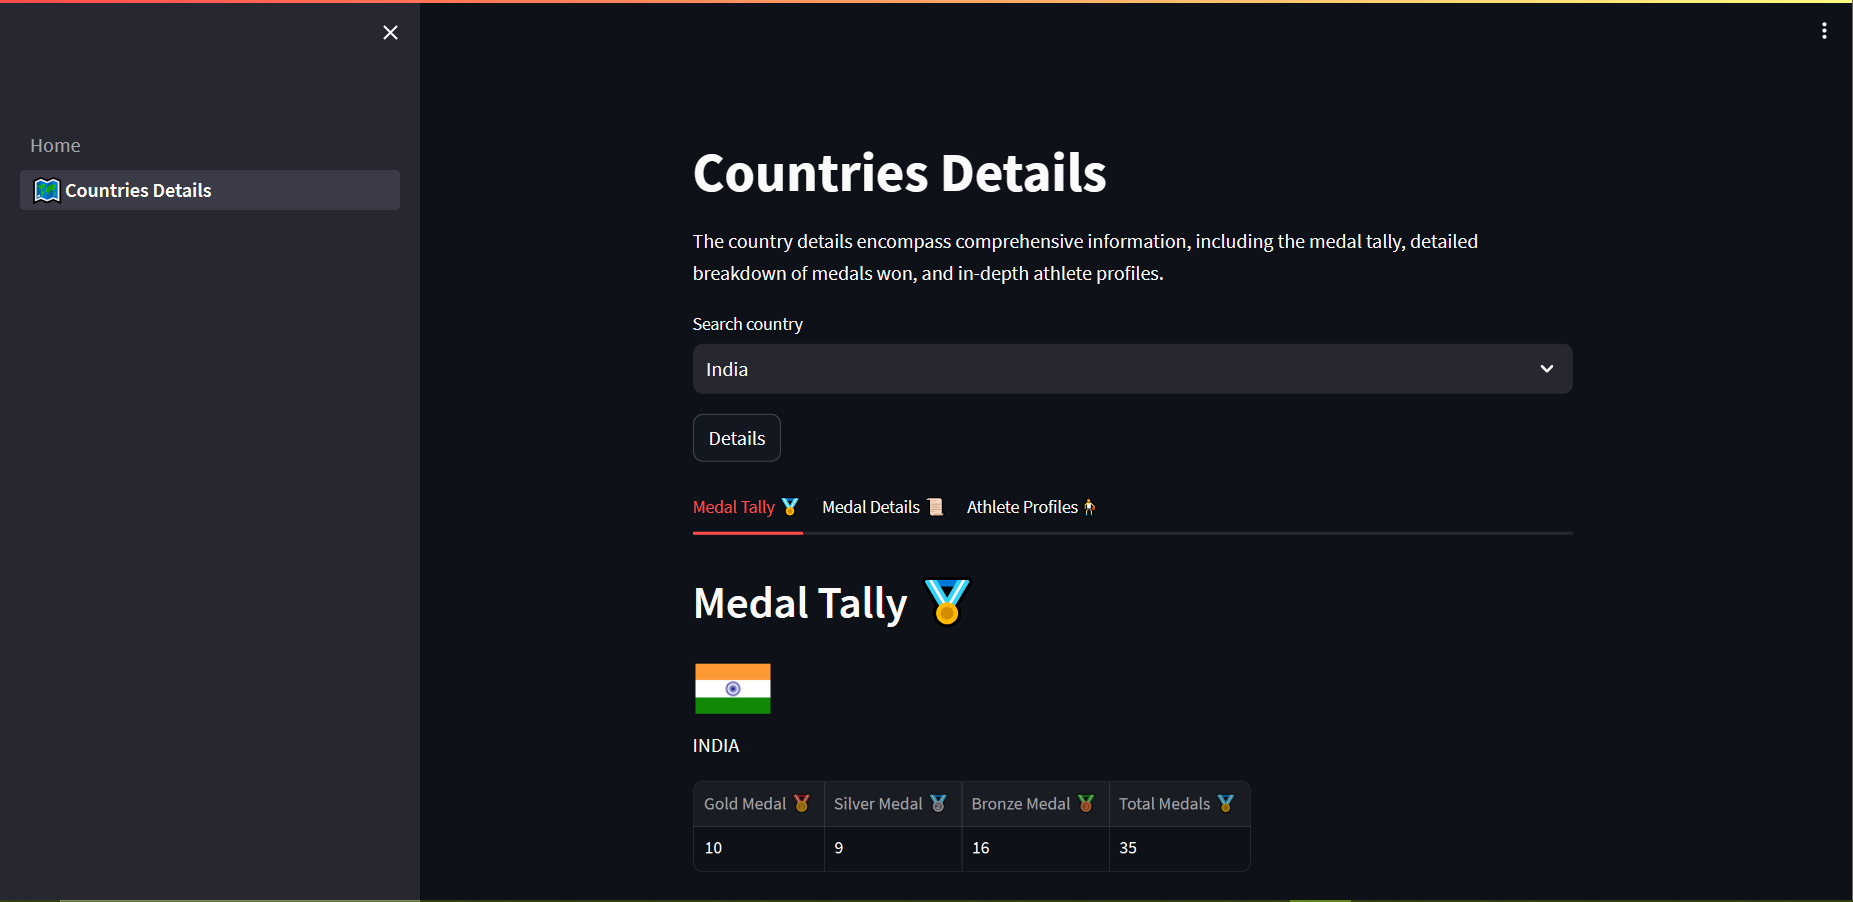 Home
Countries Details
Countries Details
The country details encompass comprehensive information, including the medal tally, detailed
breakdown of medals won, and in-depth athlete profiles.
Search country
India
Details
Medal Tally Medal Details Athlete Profiles
Medal Tally
INDIA
Gold Medal Silver Medal Bronze Medal Total Medals
10 9 16 35